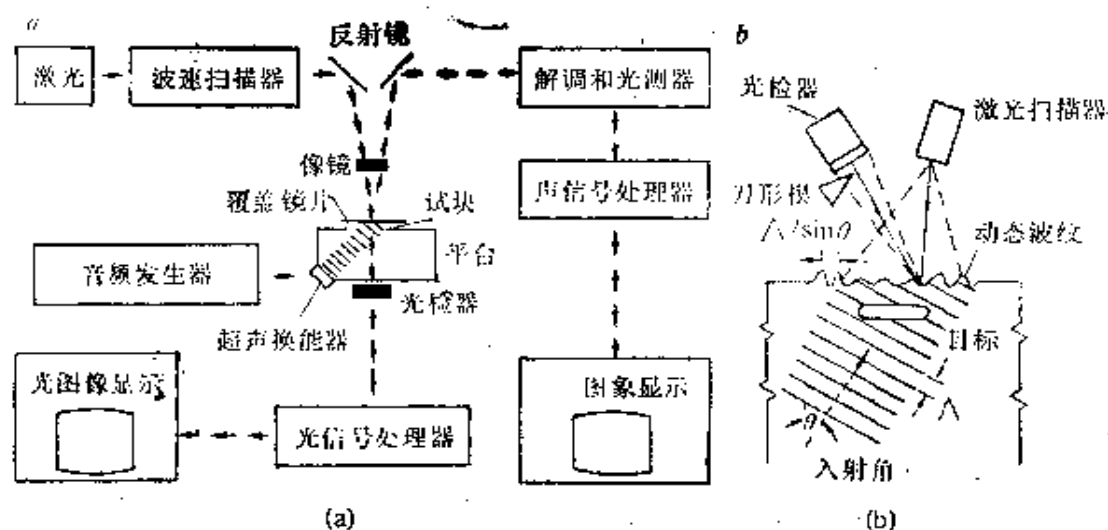 a
反射镜
激光
波速扫描器
解调和光测器
像镜
声信号处理器
覆盖镜片
试块
平台
音频发生器
光检器
超声换能器
光图像显示
图象显示
光信号处理器
(a)
b
光检器
激光扫描器
刀形楔
Λ/sinθ
动态波纹
目标
Λ
θ
入射角
(b)